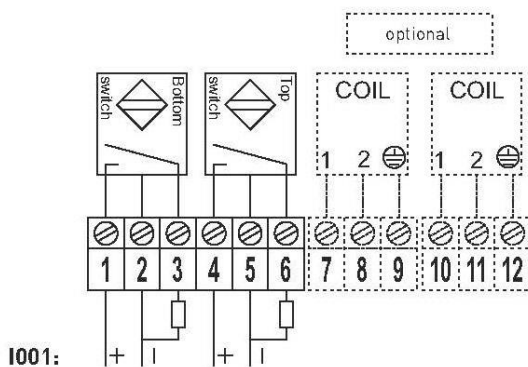 optional
Bottom
switch
Top
switch
COIL
1 2
COIL
1 2
1 2 3 4 5 6 7 8 9 10 11 12
I001: + – + –